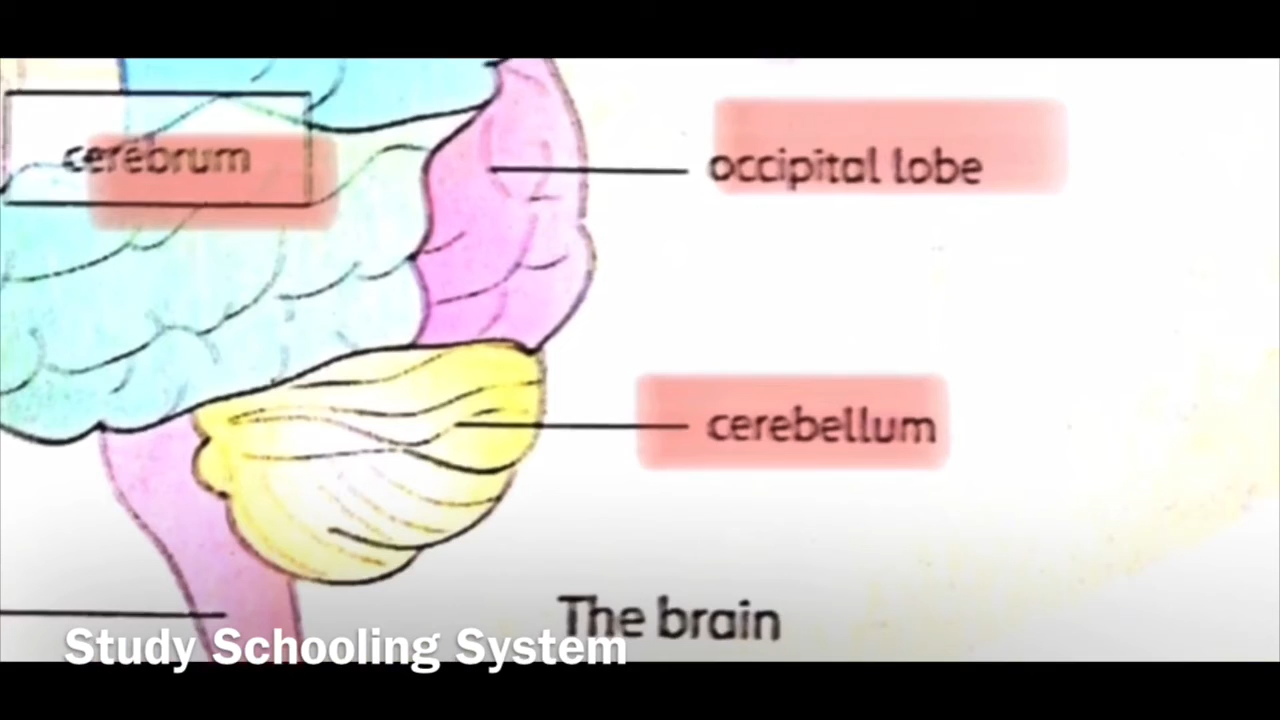 cerebrum
occipital lobe
cerebellum
The brain
Study Schooling System